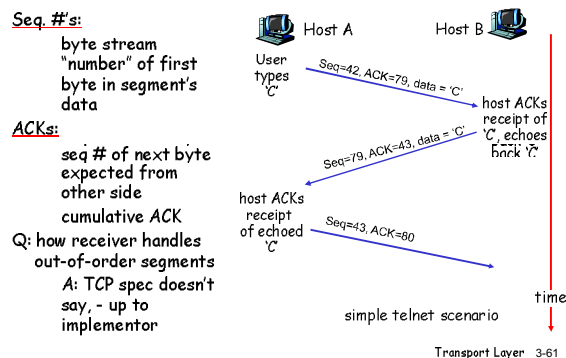 Seq. #'s:
byte stream
"number" of first
byte in segment's
data
ACKs:
seq # of next byte
expected from
other side
cumulative ACK
Q: how receiver handles
out-of-order segments
A: TCP spec doesn't
say, - up to
implementor
Host A
Host B
User
types
'C'
Seq=42, ACK=79, data = 'C'
host ACKs
receipt of
'C', echoes
back 'C'
Seq=79, ACK=43, data = 'C'
host ACKs
receipt
of echoed
'C'
Seq=43, ACK=80
time
simple telnet scenario
Transport Layer 3-61